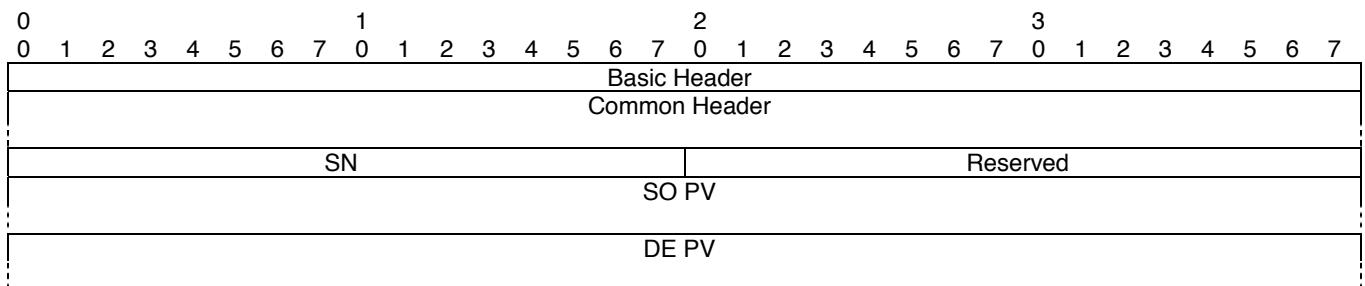 0 1 2 3
0 1 2 3 4 5 6 7 0 1 2 3 4 5 6 7 0 1 2 3 4 5 6 7 0 1 2 3 4 5 6 7
Basic Header
Common Header
SN Reserved
SO PV
DE PV